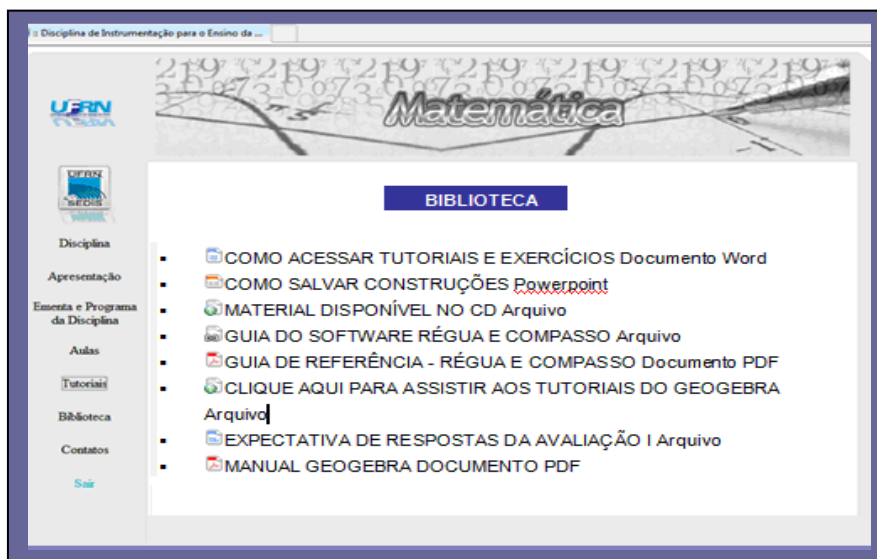 : Disciplina de Instrumentação para o Ensino da ...
Matemática
UFRN
UFRN
SEDIS
BIBLIOTECA
Disciplina
Apresentação
Ementa e Programa
da Disciplina
Aulas
Tutoriais
Biblioteca
Contatos
Sair
COMO ACESSAR TUTORIAIS E EXERCÍCIOS Documento Word
COMO SALVAR CONSTRUÇÕES Powerpoint
MATERIAL DISPONÍVEL NO CD Arquivo
GUIA DO SOFTWARE RÉGUA E COMPASSO Arquivo
GUIA DE REFERÊNCIA - RÉGUA E COMPASSO Documento PDF
CLIQUE AQUI PARA ASSISTIR AOS TUTORIAIS DO GEOGEBRA
Arquivo
EXPECTATIVA DE RESPOSTAS DA AVALIAÇÃO I Arquivo
MANUAL GEOGEBRA DOCUMENTO PDF